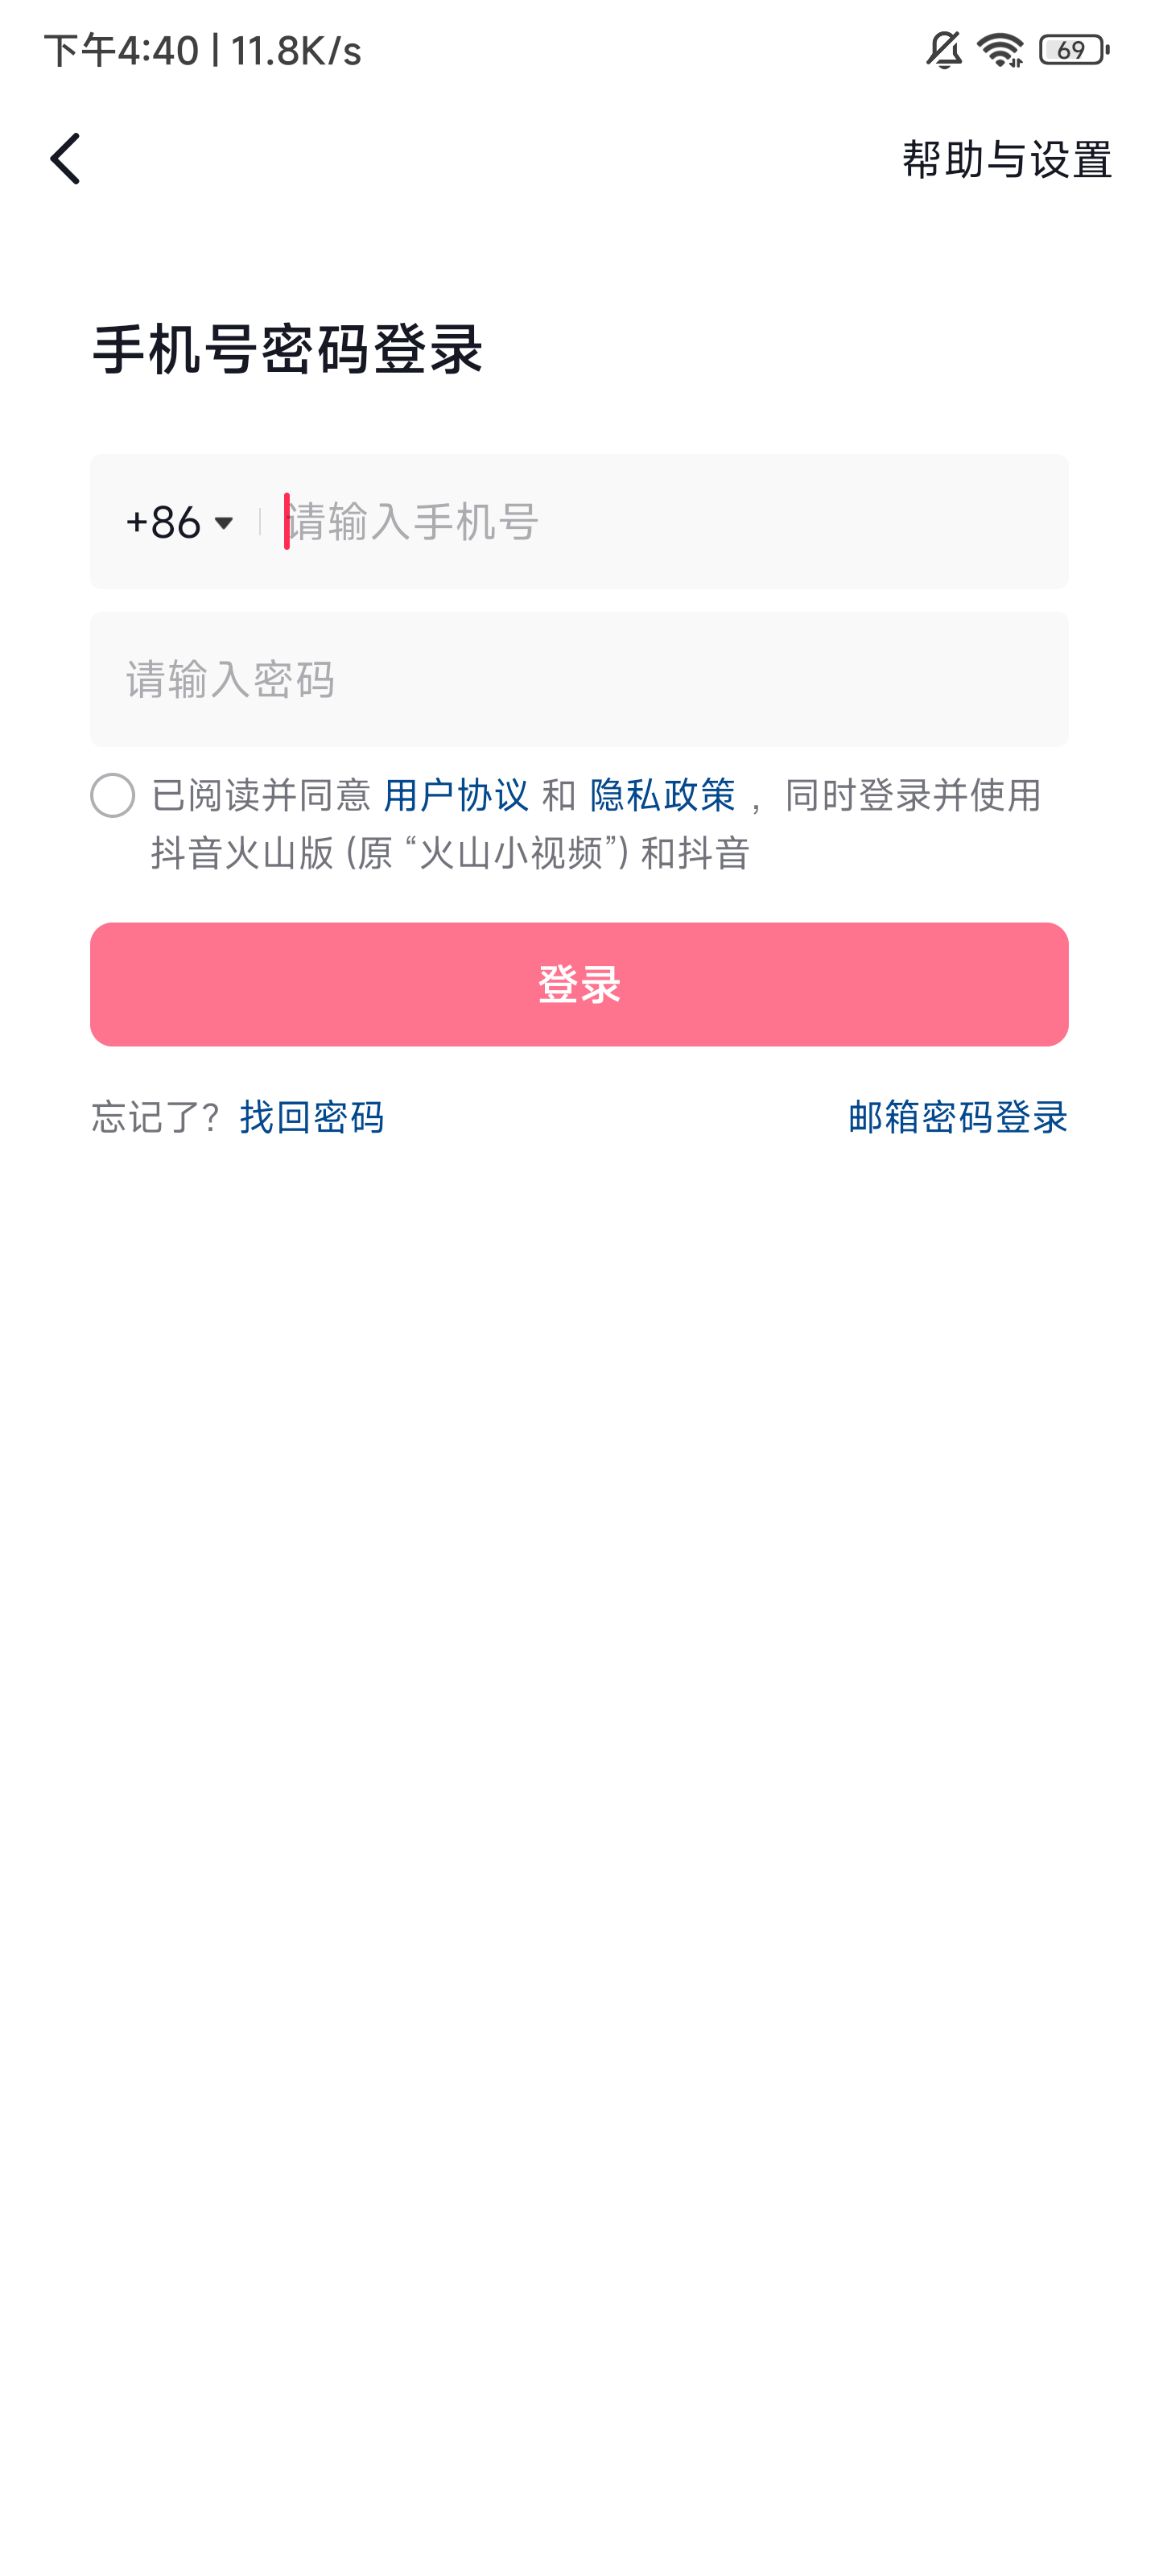 下午4:40 | 11.8K/s
69
帮助与设置
手机号密码登录
+86 请输入手机号
请输入密码
已阅读并同意 用户协议 和 隐私政策 ，同时登录并使用
抖音火山版 (原 “火山小视频”) 和抖音
登录
忘记了？找回密码
邮箱密码登录